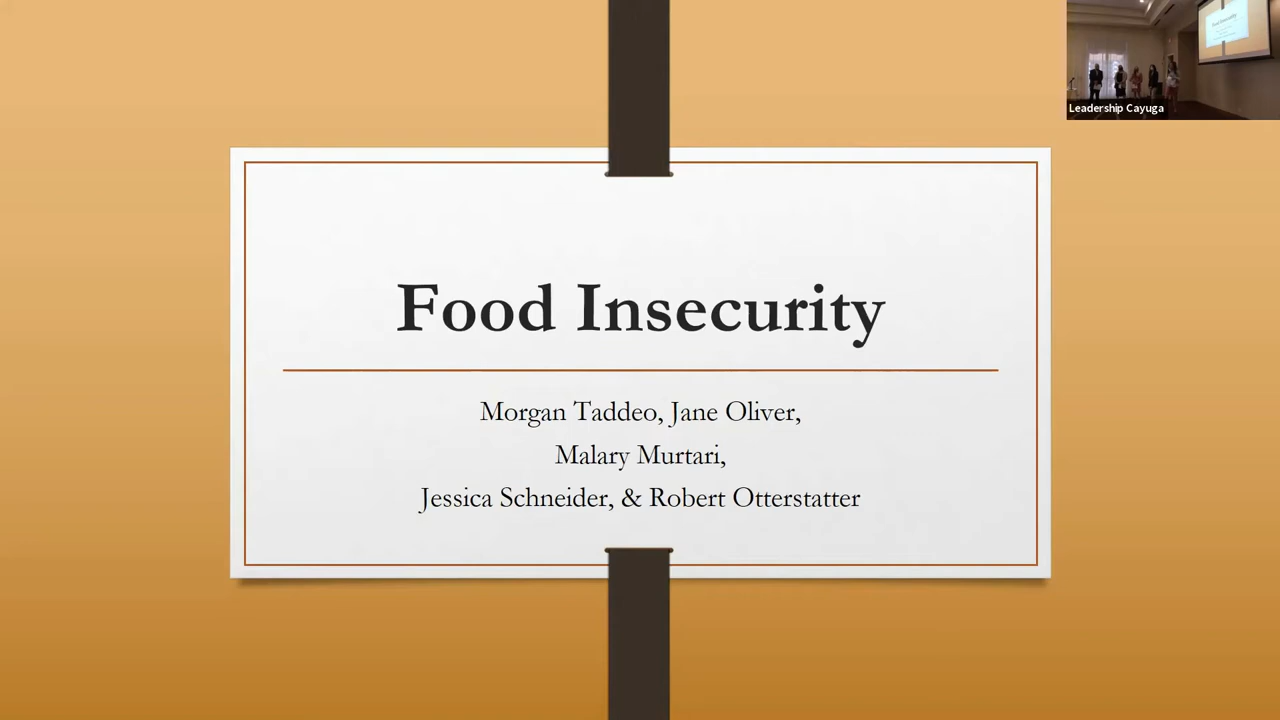 Food Insecurity
Morgan Taddeo, Jane Oliver,
Malary Murtari,
Jessica Schneider, & Robert Otterstatter
Leadership Cayuga